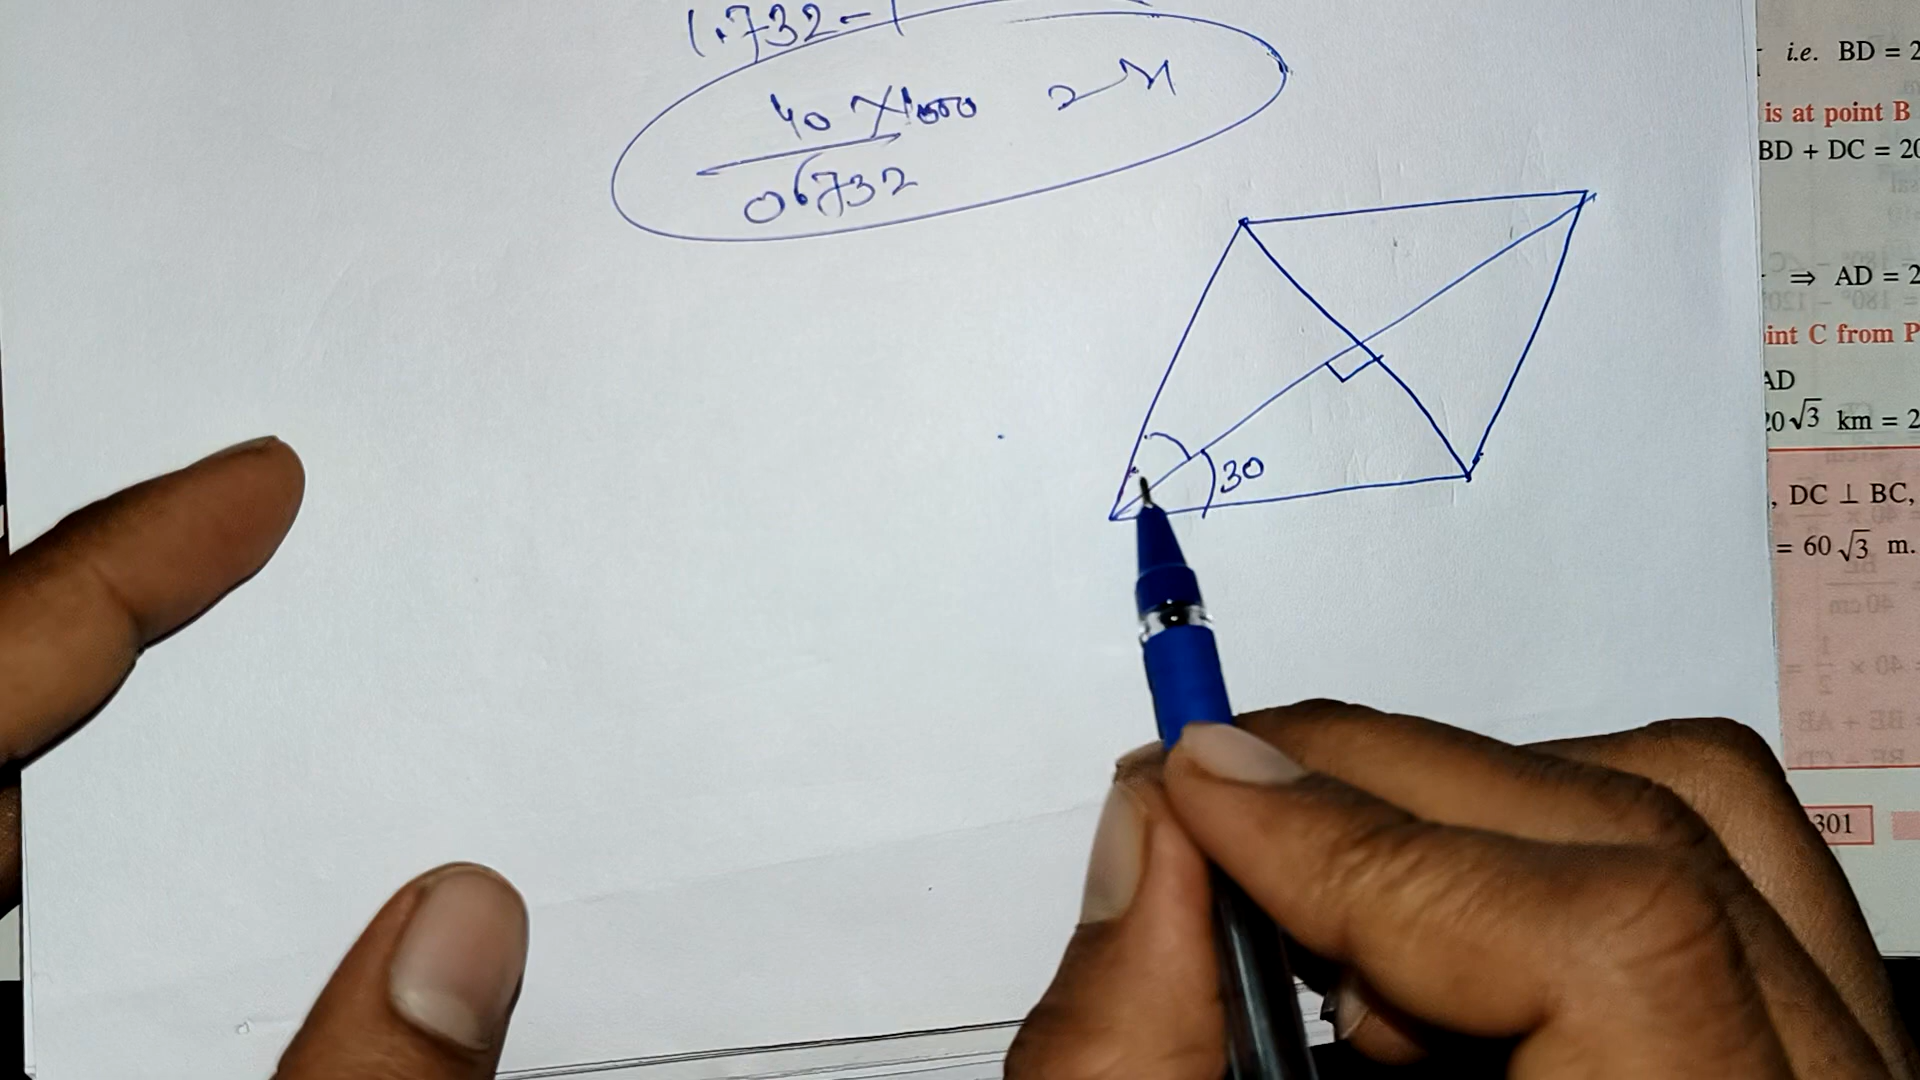 1.732-1
40 × 1000 = x
0.732
30
i.e. BD = 2
is at point B
BD + DC = 20
⇒ AD = 2
int C from P
AD
20√3 km = 2
, DC ⊥ BC,
= 60√3 m.
301